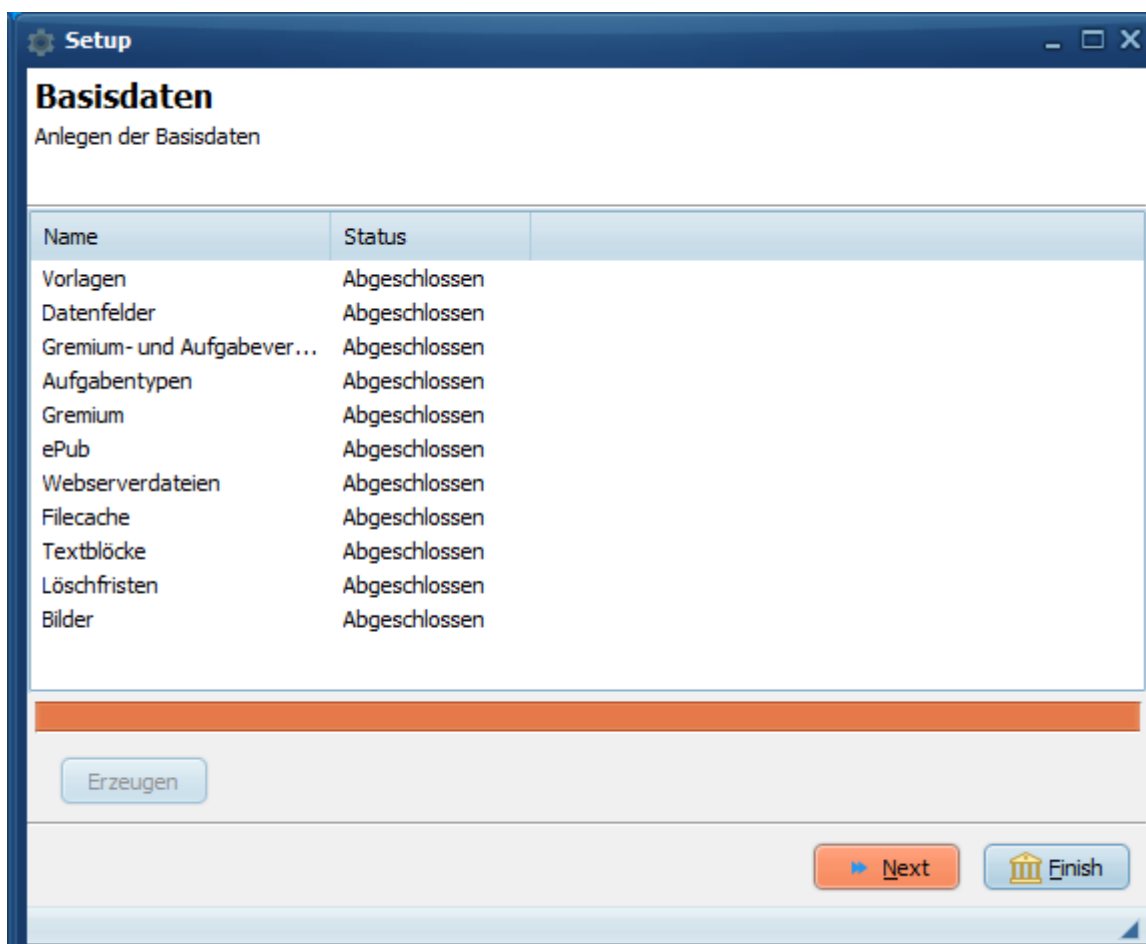 Setup
Basisdaten
Anlegen der Basisdaten
Name Status
Vorlagen Abgeschlossen
Datenfelder Abgeschlossen
Gremium- und Aufgabever... Abgeschlossen
Aufgabentypen Abgeschlossen
Gremium Abgeschlossen
ePub Abgeschlossen
Webserverdateien Abgeschlossen
Filecache Abgeschlossen
Textblöcke Abgeschlossen
Löschfristen Abgeschlossen
Bilder Abgeschlossen
Erzeugen
Next Finish